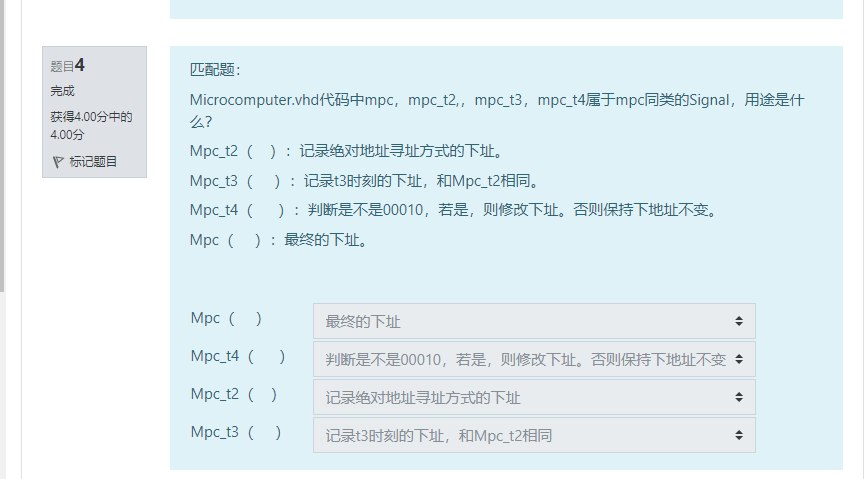 题目4
完成
获得4.00分中的
4.00分
标记题目
匹配题：
Microcomputer.vhd代码中mpc，mpc_t2,，mpc_t3，mpc_t4属于mpc同类的Signal，用途是什
么？
Mpc_t2（    ）：记录绝对地址寻址方式的下址。
Mpc_t3（     ）：记录t3时刻的下址，和Mpc_t2相同。
Mpc_t4（      ）：判断是不是00010，若是，则修改下址。否则保持下地址不变。
Mpc（     ）：最终的下址。
Mpc（     ） 最终的下址
Mpc_t4（      ） 判断是不是00010，若是，则修改下址。否则保持下地址不变
Mpc_t2（    ） 记录绝对地址寻址方式的下址
Mpc_t3（     ） 记录t3时刻的下址，和Mpc_t2相同